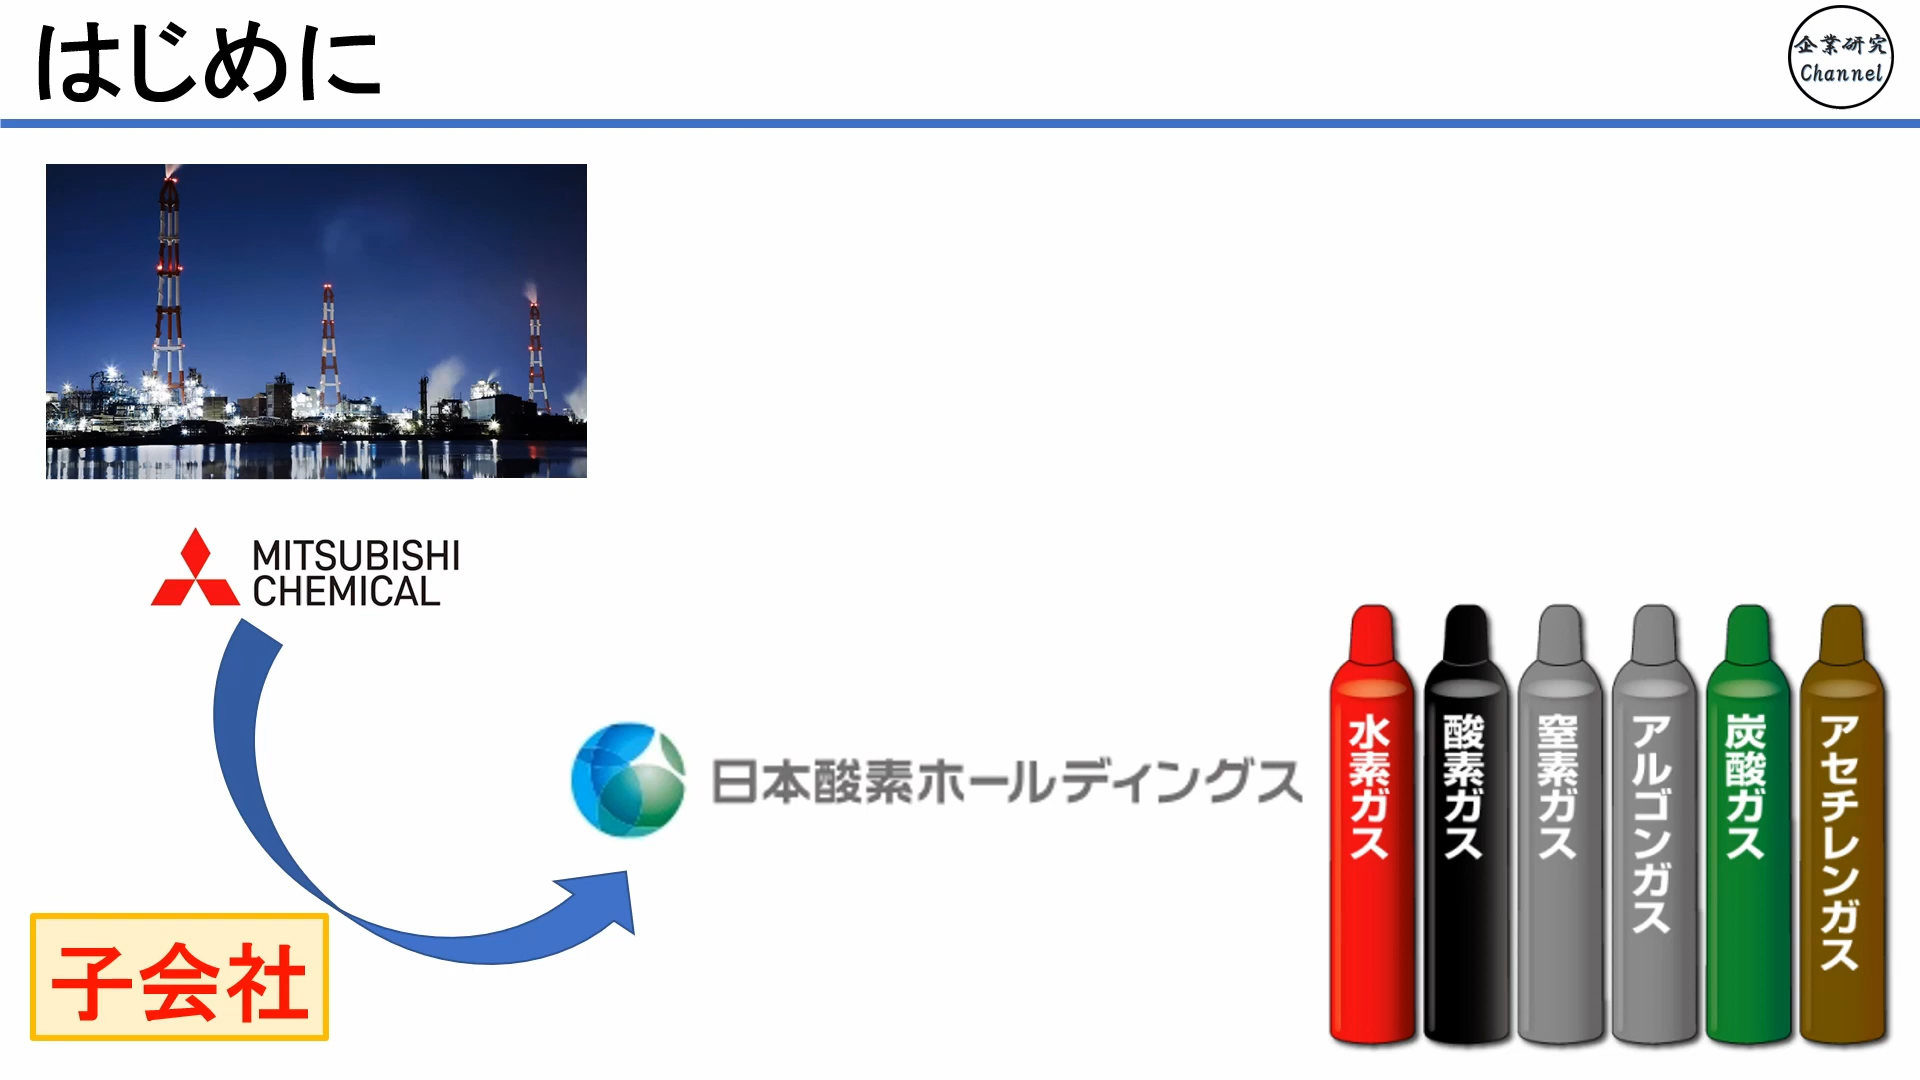 はじめに
企業研究
Channel
MITSUBISHI
CHEMICAL
日本酸素ホールディングス
子会社
水素ガス
酸素ガス
窒素ガス
アルゴンガス
炭酸ガス
アセチレンガス